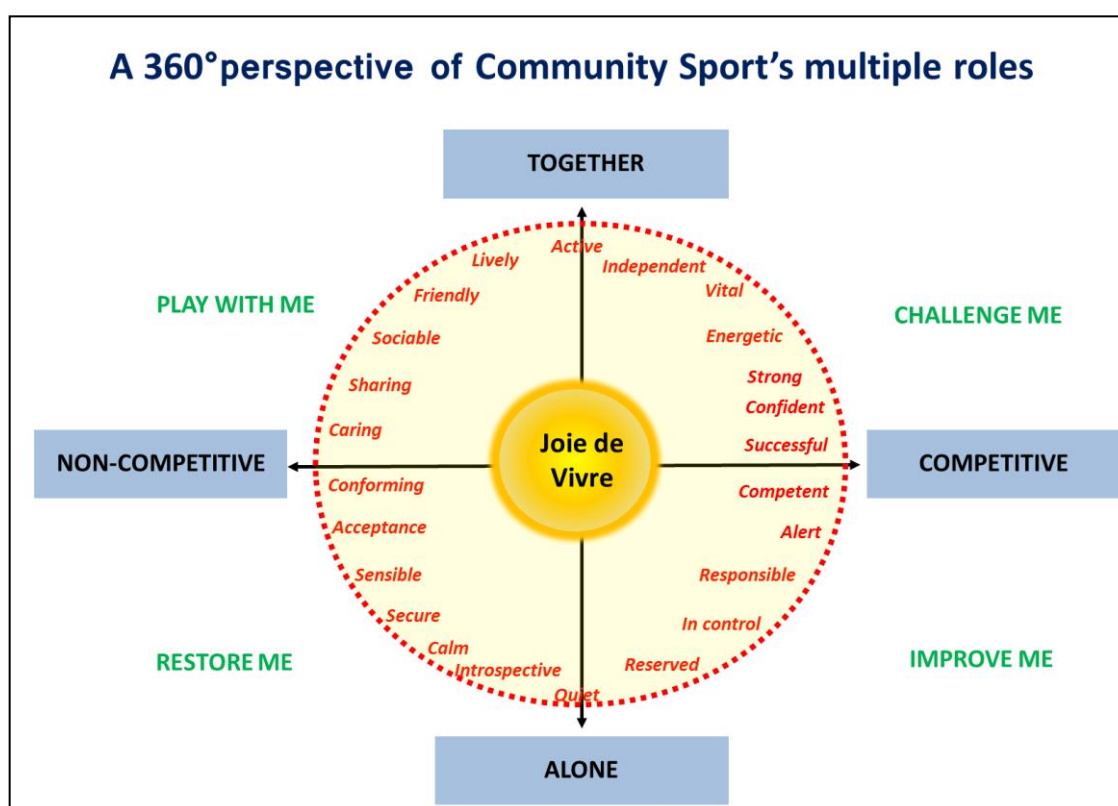 A 360°perspective of Community Sport's multiple roles
TOGETHER
Active
Lively
Independent
Friendly
Vital
PLAY WITH ME
CHALLENGE ME
Sociable
Energetic
Sharing
Strong
Confident
Caring
Successful
Joie de
Vivre
NON-COMPETITIVE
COMPETITIVE
Conforming
Competent
Acceptance
Alert
Sensible
Responsible
Secure
In control
Calm
Introspective
Reserved
RESTORE ME
IMPROVE ME
Quiet
ALONE